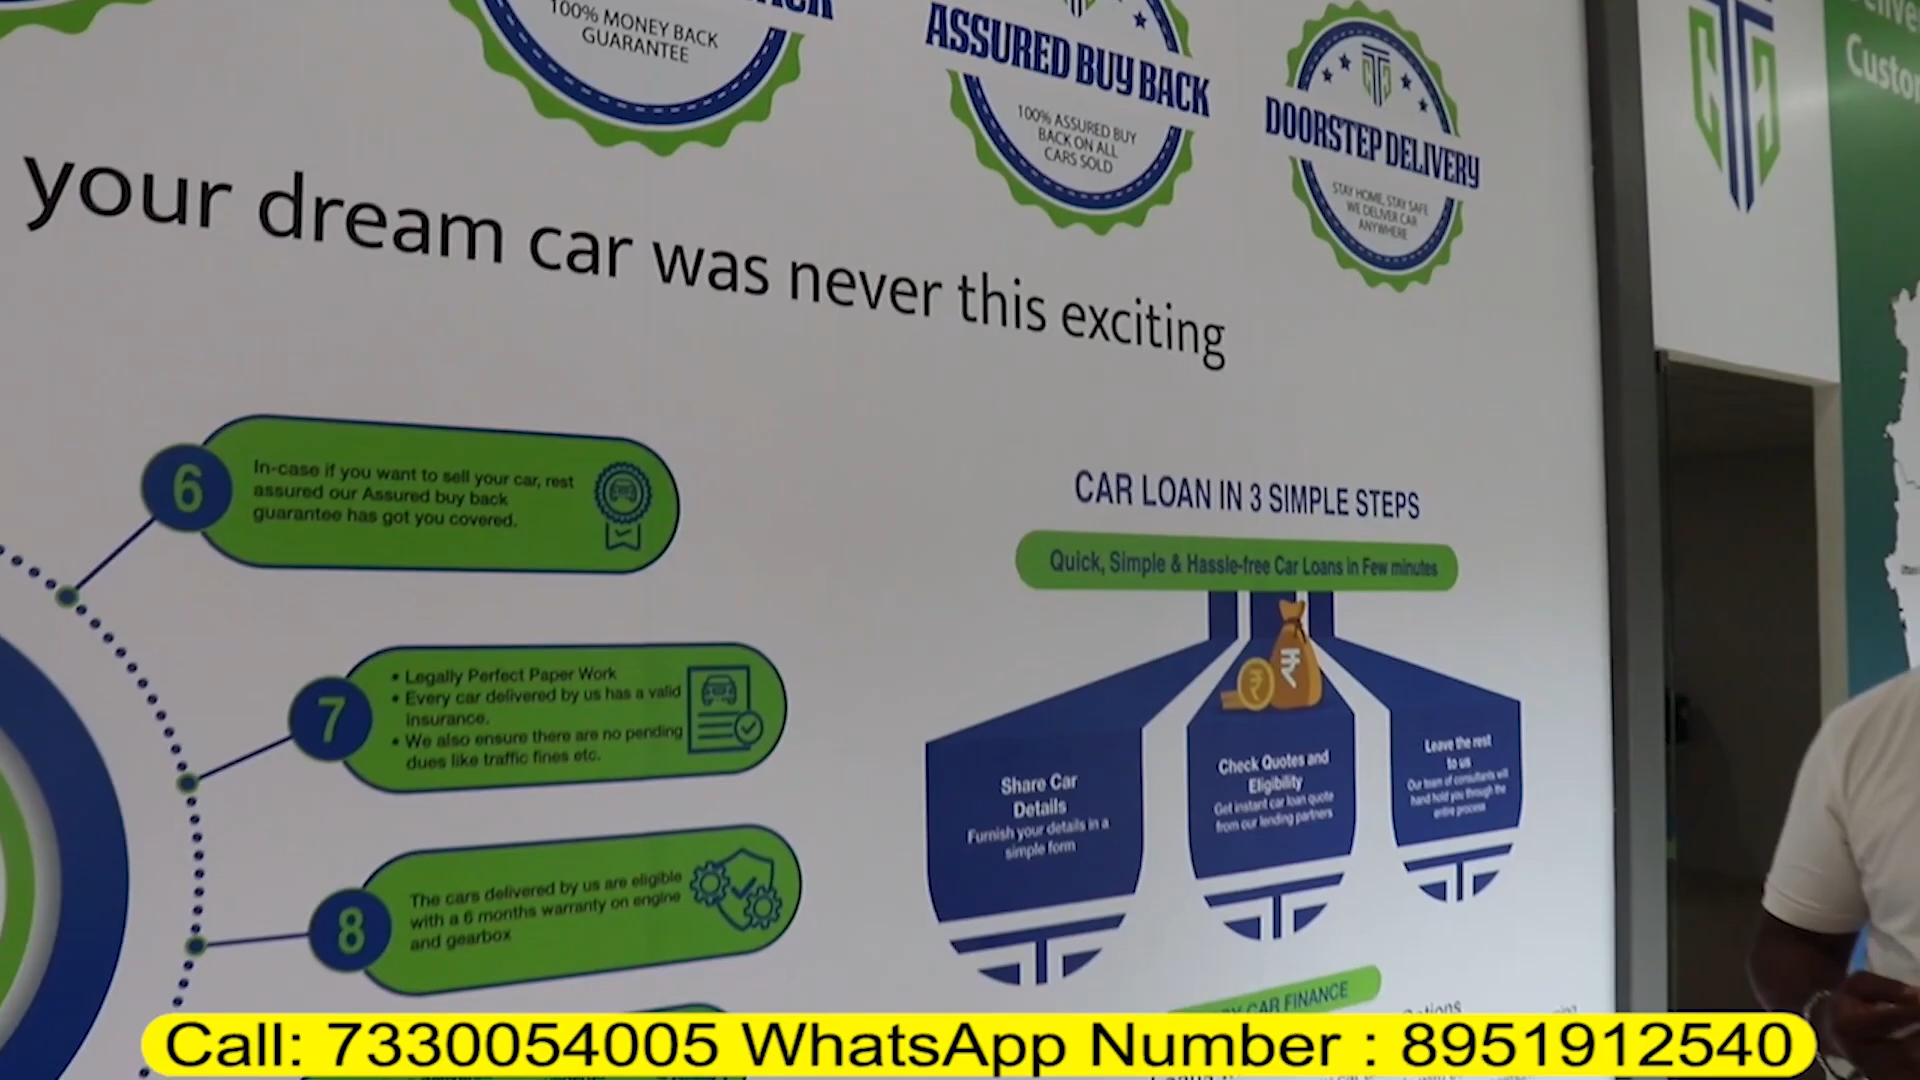 100% MONEY BACK
GUARANTEE
ASSURED BUY BACK
100% ASSURED BUY
BACK ON ALL
CARS SOLD
DOORSTEP DELIVERY
STAY HOME, STAY SAFE
WE DELIVER CAR
ANYWHERE
your dream car was never this exciting
6
In-case if you want to sell your car, rest
assured our Assured buy back
guarantee has got you covered.
7
• Legally Perfect Paper Work
• Every car delivered by us has a valid
insurance.
• We also ensure there are no pending
dues like traffic fines etc.
8
The cars delivered by us are eligible
with a 6 months warranty on engine
and gearbox
CAR LOAN IN 3 SIMPLE STEPS
Quick, Simple & Hassle-free Car Loans in Few minutes
₹
₹
Share Car
Details
Furnish your details in a
simple form
Check Quotes and
Eligibility
Get instant car loan quote
from our lending partners
Leave the rest
to us
Our team of consultants will
hand hold you through the
entire process
CAR FINANCE
Call: 7330054005 WhatsApp Number : 8951912540